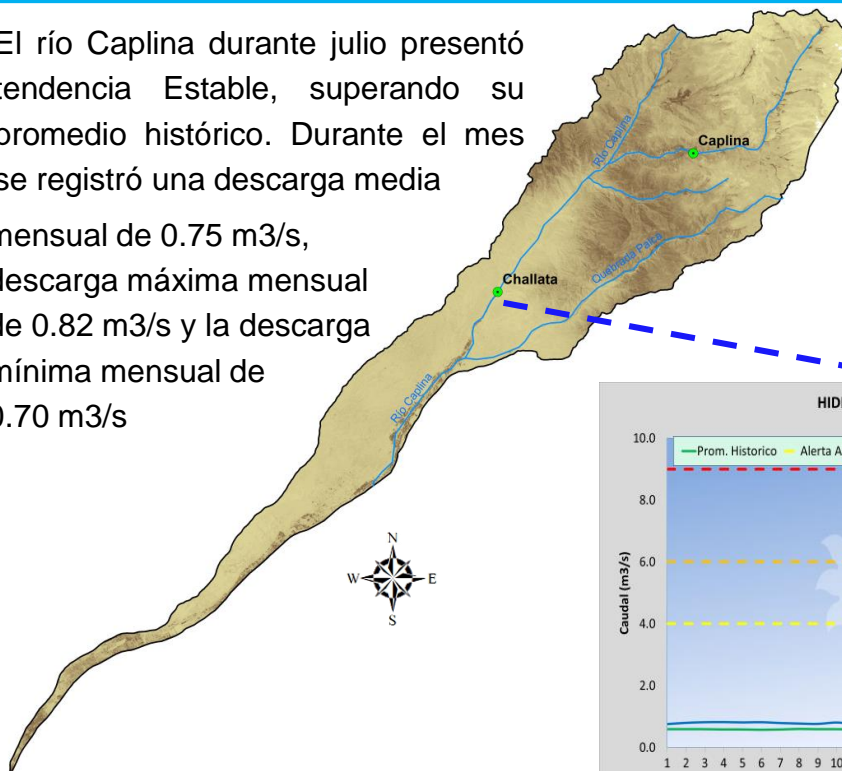 El río Caplina durante julio presentó
tendencia Estable, superando su
promedio histórico. Durante el mes
se registró una descarga media
mensual de 0.75 m3/s,
descarga máxima mensual
de 0.82 m3/s y la descarga
mínima mensual de
0.70 m3/s
Río Caplina
Caplina
Quebrada Palca
Challata
Río Caplina
N
W E
S
HID
Prom. Historico Alerta A
Caudal (m3/s)
10.0
8.0
6.0
4.0
2.0
0.0
1 2 3 4 5 6 7 8 9 10